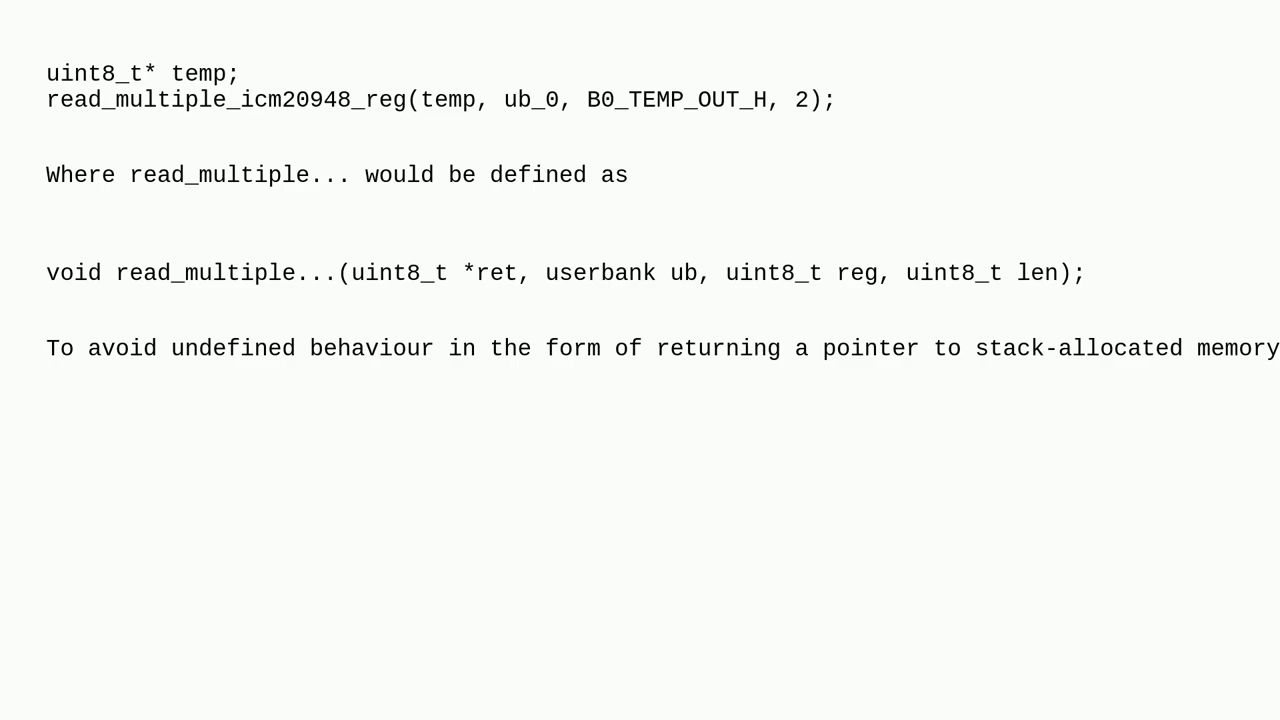 uint8_t* temp;
read_multiple_icm20948_reg(temp, ub_0, B0_TEMP_OUT_H, 2);
Where read_multiple... would be defined as
void read_multiple...(uint8_t *ret, userbank ub, uint8_t reg, uint8_t len);
To avoid undefined behaviour in the form of returning a pointer to stack-allocated memory